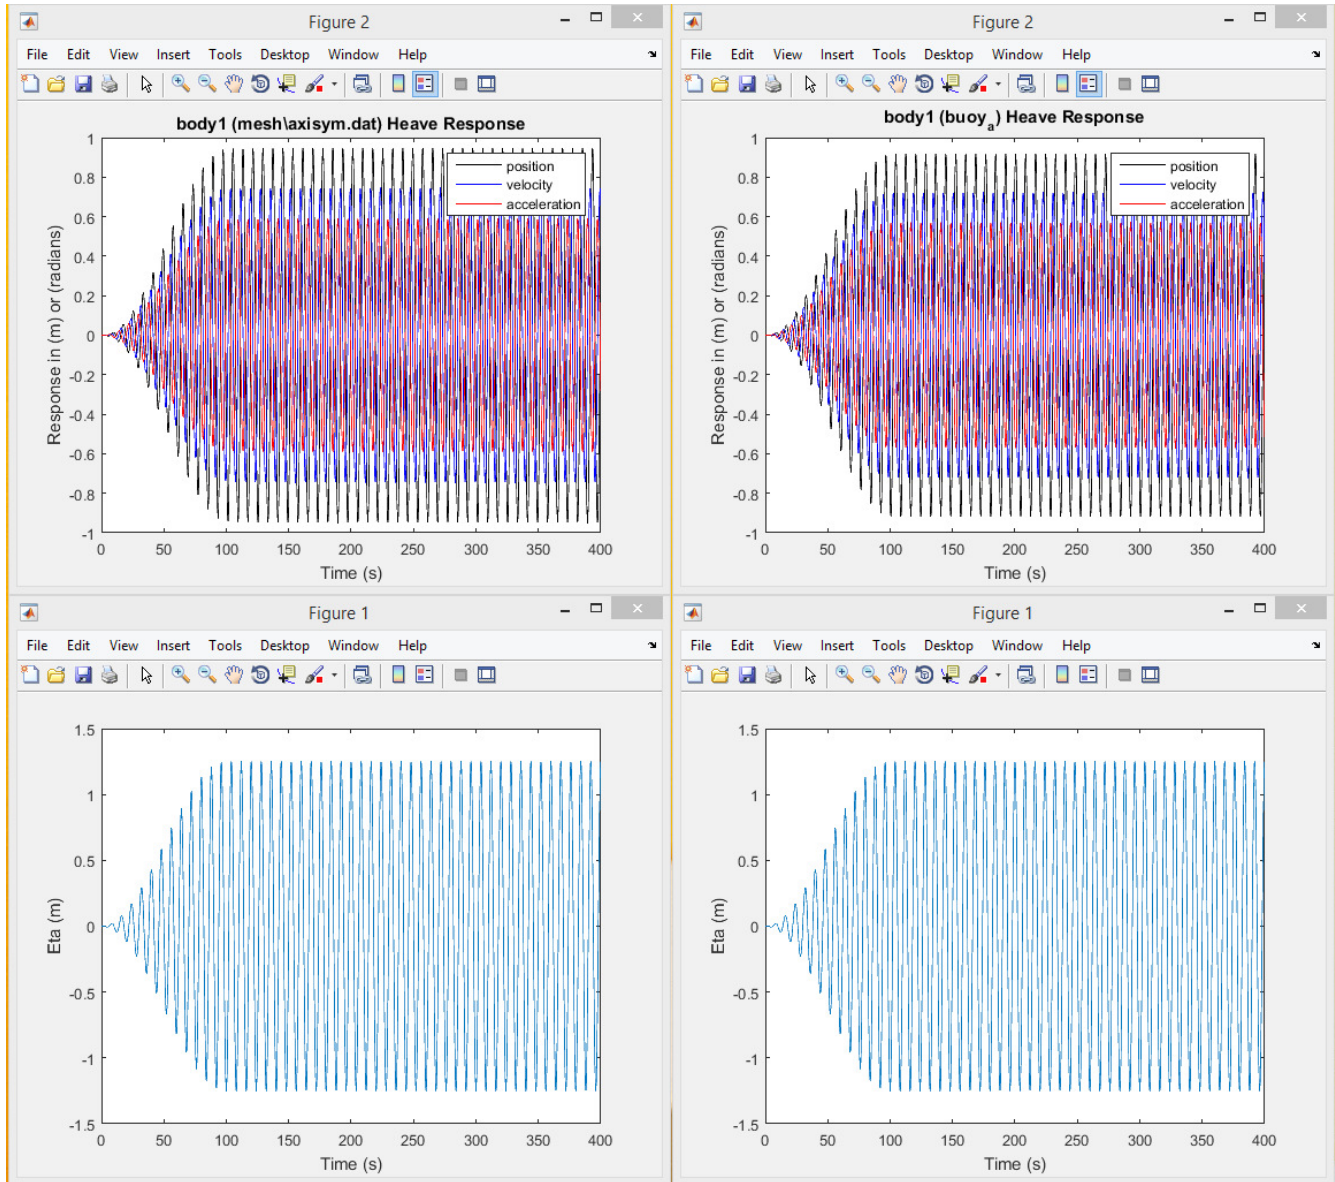 Figure 2
File Edit View Insert Tools Desktop Window Help
body1 (mesh\axisym.dat) Heave Response
position
velocity
acceleration
Response in (m) or (radians)
1
0.8
0.6
0.4
0.2
0
-0.2
-0.4
-0.6
-0.8
-1
0 50 100 150 200 250 300 350 400
Time (s)
Figure 2
File Edit View Insert Tools Desktop Window Help
body1 (buoy_a) Heave Response
position
velocity
acceleration
Response in (m) or (radians)
1
0.8
0.6
0.4
0.2
0
-0.2
-0.4
-0.6
-0.8
-1
0 50 100 150 200 250 300 350 400
Time (s)
Figure 1
File Edit View Insert Tools Desktop Window Help
Eta (m)
1.5
1
0.5
0
-0.5
-1
-1.5
0 50 100 150 200 250 300 350 400
Time (s)
Figure 1
File Edit View Insert Tools Desktop Window Help
Eta (m)
1.5
1
0.5
0
-0.5
-1
-1.5
0 50 100 150 200 250 300 350 400
Time (s)